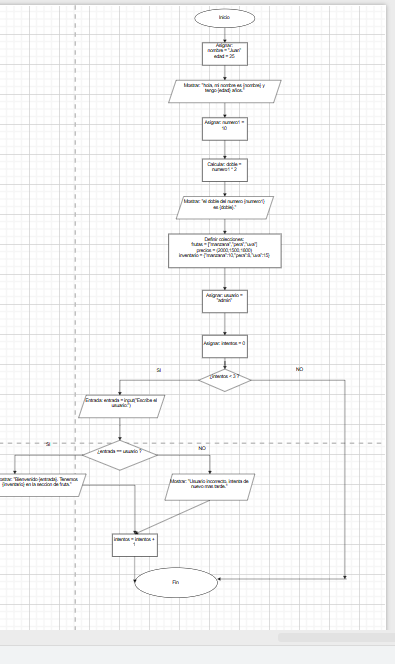 Inicio
Asignar:
nombre = "Juan"
edad = 25
Mostrar: "hola, mi nombre es {nombre} y
tengo {edad} años."
Asignar: numero1 =
10
Calcular: doble =
numero1 * 2
Mostrar: "el doble del numero {numero1}
es {doble}."
Definir colecciones:
frutas = ["manzana","pera","uva"]
precios = (2000,1500,1800)
inventario = {"manzana":10,"pera":8,"uva":15}
Asignar: usuario =
"admin"
Asignar: intentos = 0
SI
¿intentos < 3 ?
NO
Entrada: entrada = input("Escribe el
usuario:")
SI
¿entrada == usuario ?
NO
ostrar: "Bienvenido {entrada}. Tenemos
{inventario} en la seccion de fruta."
Mostrar: "Usuario incorrecto, intenta de
nuevo mas tarde."
intentos = intentos +
1
Fin